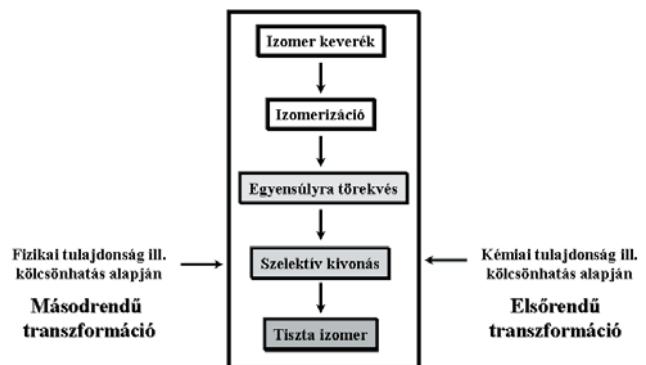 Izomer keverék
Izomerizáció
Egyensúlyra törekvés
Fizikai tulajdonság ill.
kölcsönhatás alapján
Másodrendű
transzformáció
Szelektív kivonás
Kémiai tulajdonság ill.
kölcsönhatás alapján
Elsőrendű
transzformáció
Tiszta izomer